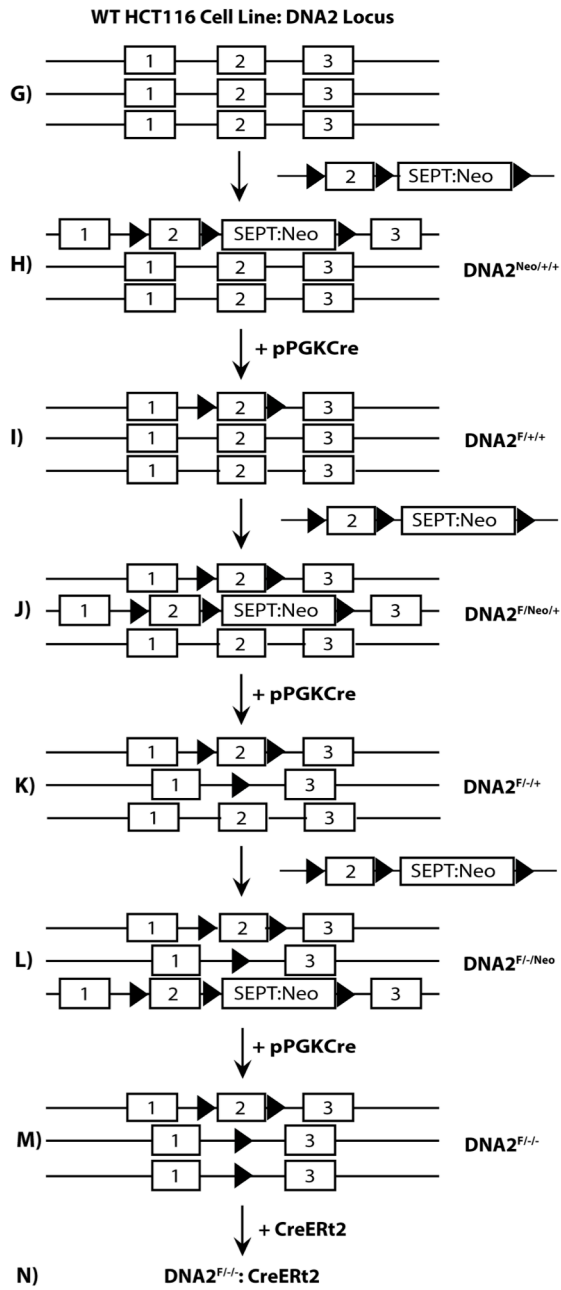 WT HCT116 Cell Line: DNA2 Locus
1 2 3
G) 1 2 3
1 2 3
2 SEPT:Neo
1 2 SEPT:Neo 3
H) 1 2 3 DNA2Neo/+/+
1 2 3
+ pPGKCre
1 2 3
I) 1 2 3 DNA2F/+/+
1 2 3
2 SEPT:Neo
1 2 3
J) 1 2 SEPT:Neo 3 DNA2F/Neo/+
1 2 3
+ pPGKCre
1 2 3
K) 1 3 DNA2F/-/+
1 2 3
2 SEPT:Neo
1 2 3
L) 1 3 DNA2F/-/Neo
1 2 SEPT:Neo 3
+ pPGKCre
1 2 3
M) 1 3 DNA2F/-/-
1 3
+ CreERt2
N) DNA2F/-/-: CreERt2